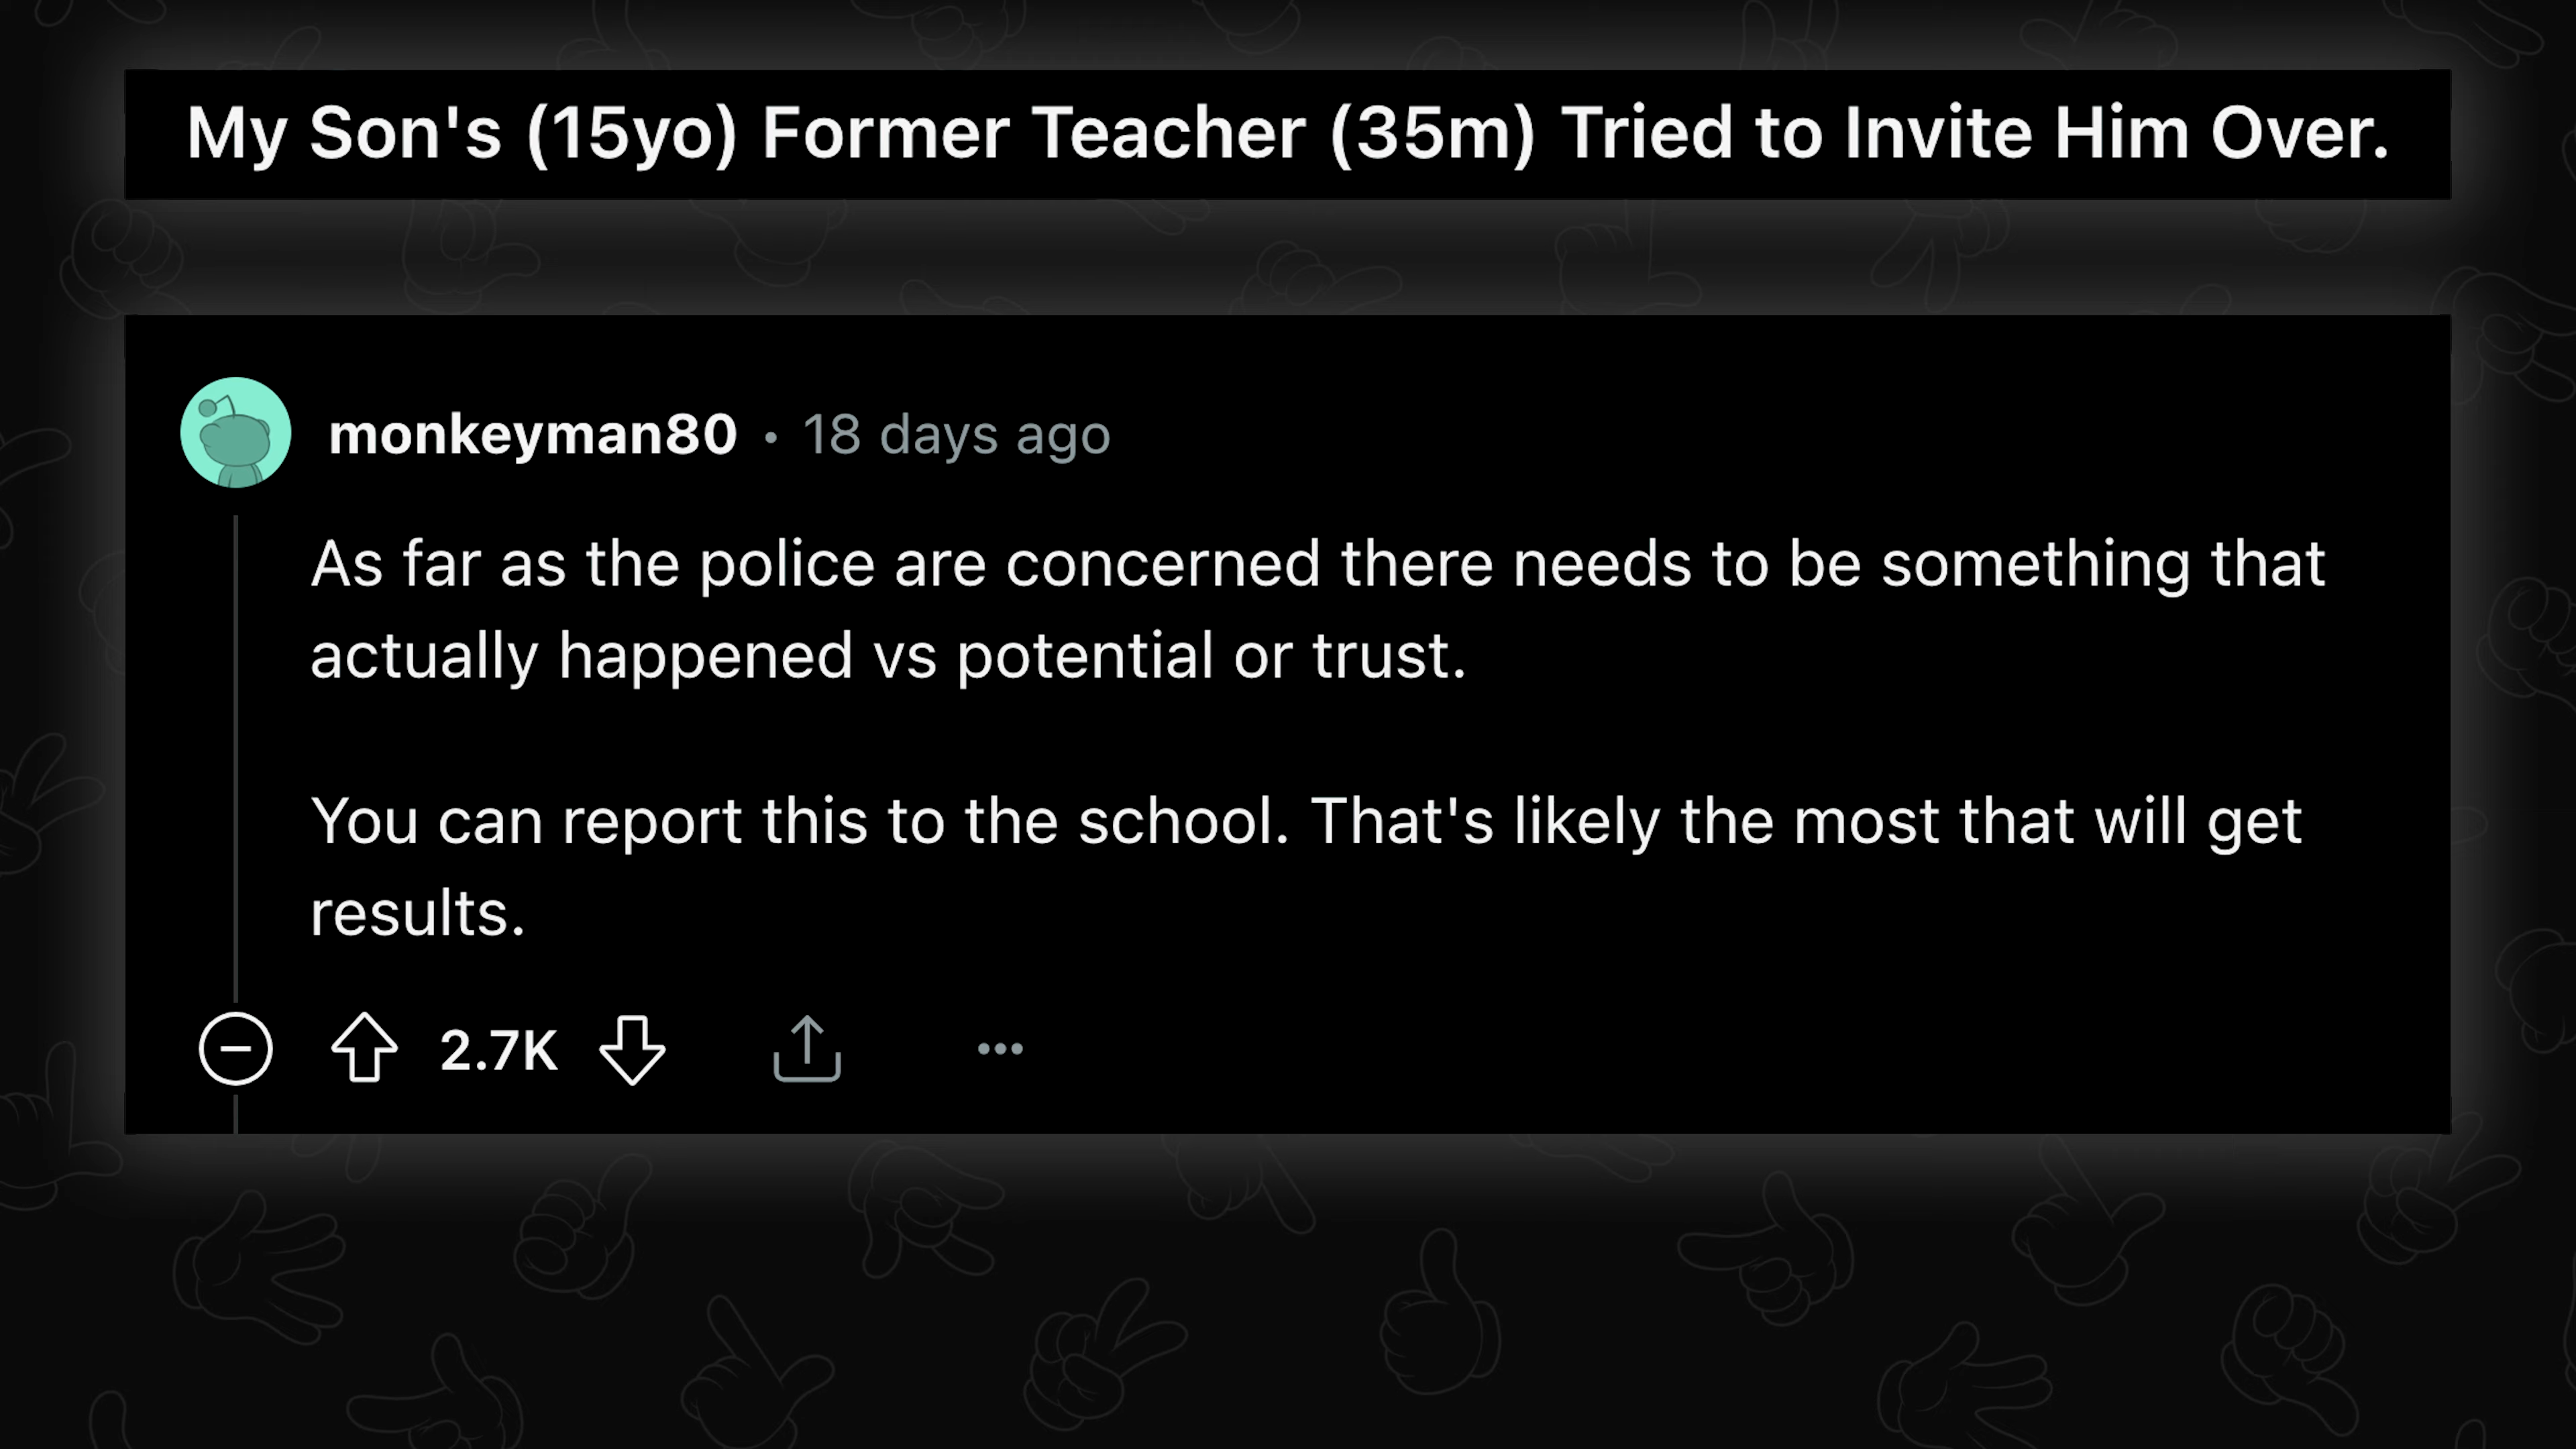 My Son's (15yo) Former Teacher (35m) Tried to Invite Him Over.
monkeyman80 • 18 days ago
As far as the police are concerned there needs to be something that
actually happened vs potential or trust.
You can report this to the school. That's likely the most that will get
results.
2.7K